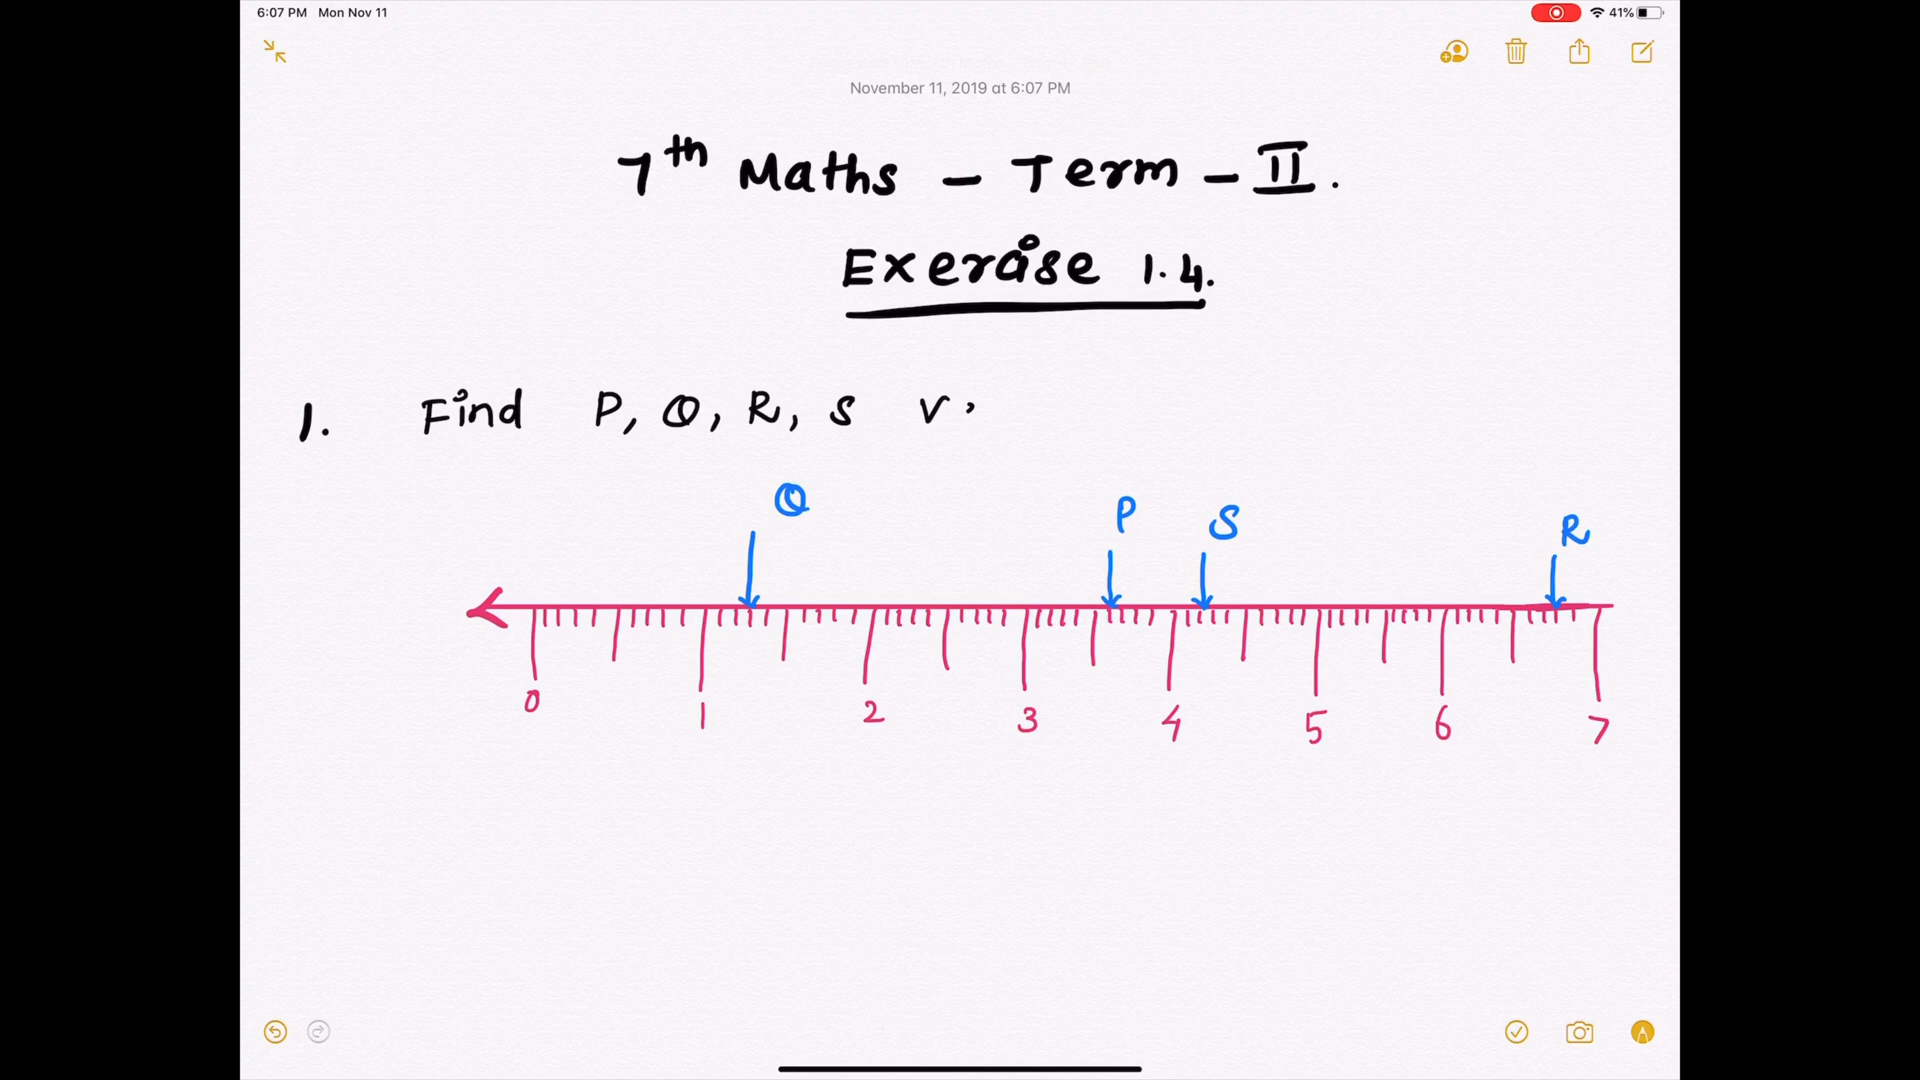 6:07 PM Mon Nov 11
41%
November 11, 2019 at 6:07 PM
7th Maths - Term - II.
Exercise 1.4.
1. Find P, Q, R, S V.
Q P S R
0 1 2 3 4 5 6 7